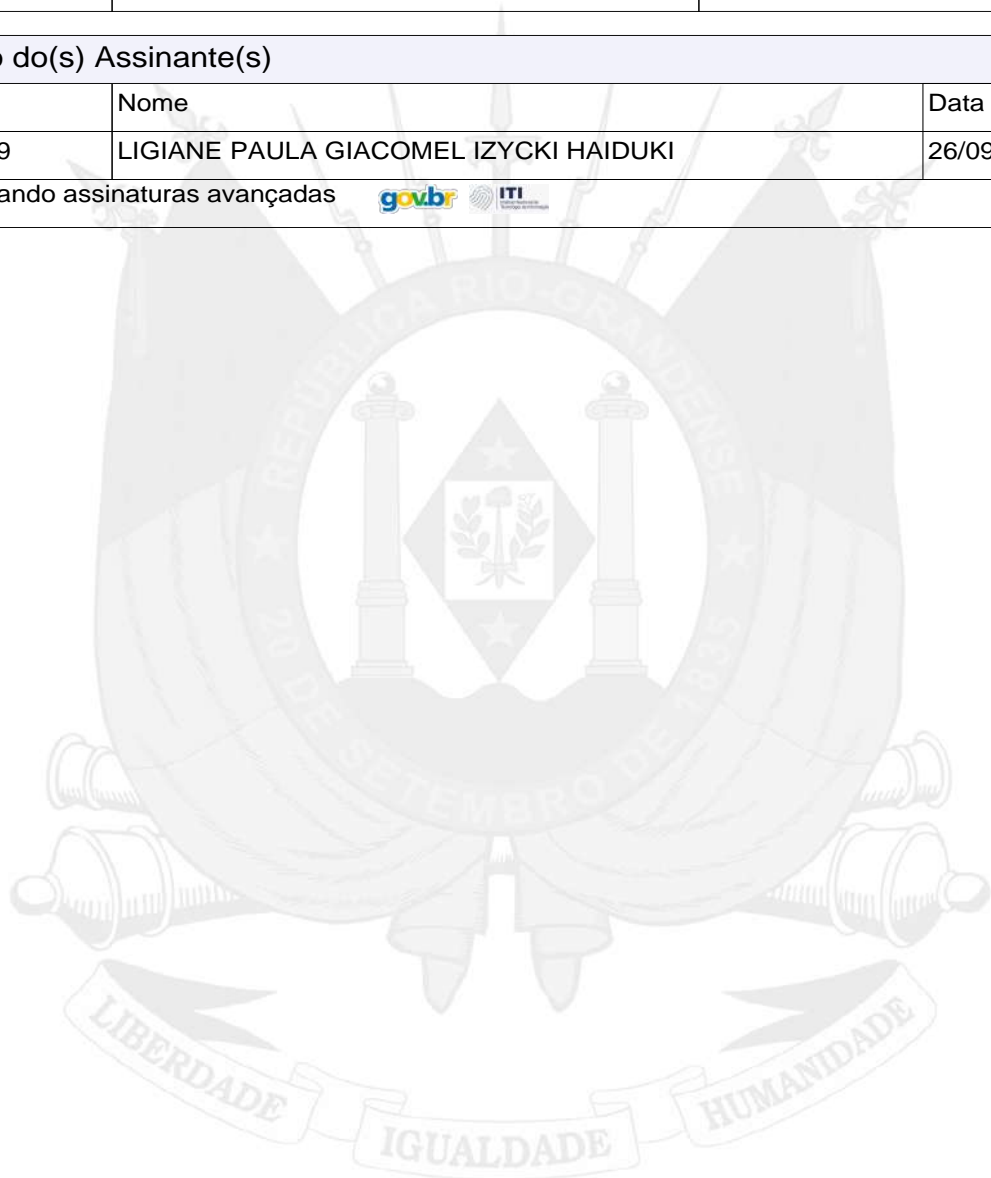 o do(s) Assinante(s)
Nome Data
9 LIGIANE PAULA GIACOMEL IZYCKI HAIDUKI 26/09
ando assinaturas avançadas gov.br ITI
REPÚBLICA RIO-GRANDENSE
20 DE SETEMBRO DE 1835
LIBERDADE IGUALDADE HUMANIDADE